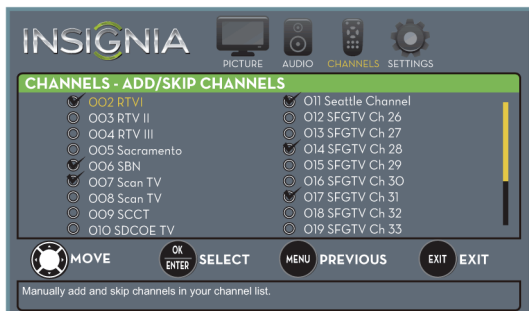 INSIGNIA
PICTURE AUDIO CHANNELS SETTINGS
CHANNELS - ADD/SKIP CHANNELS
002 RTVI
003 RTV II
004 RTV III
005 Sacramento
006 SBN
007 Scan TV
008 Scan TV
009 SCCT
010 SDCOE TV
011 Seattle Channel
012 SFGTV Ch 26
013 SFGTV Ch 27
014 SFGTV Ch 28
015 SFGTV Ch 29
016 SFGTV Ch 30
017 SFGTV Ch 31
018 SFGTV Ch 32
019 SFGTV Ch 33
MOVE
OK
ENTER
SELECT
MENU PREVIOUS
EXIT EXIT
Manually add and skip channels in your channel list.